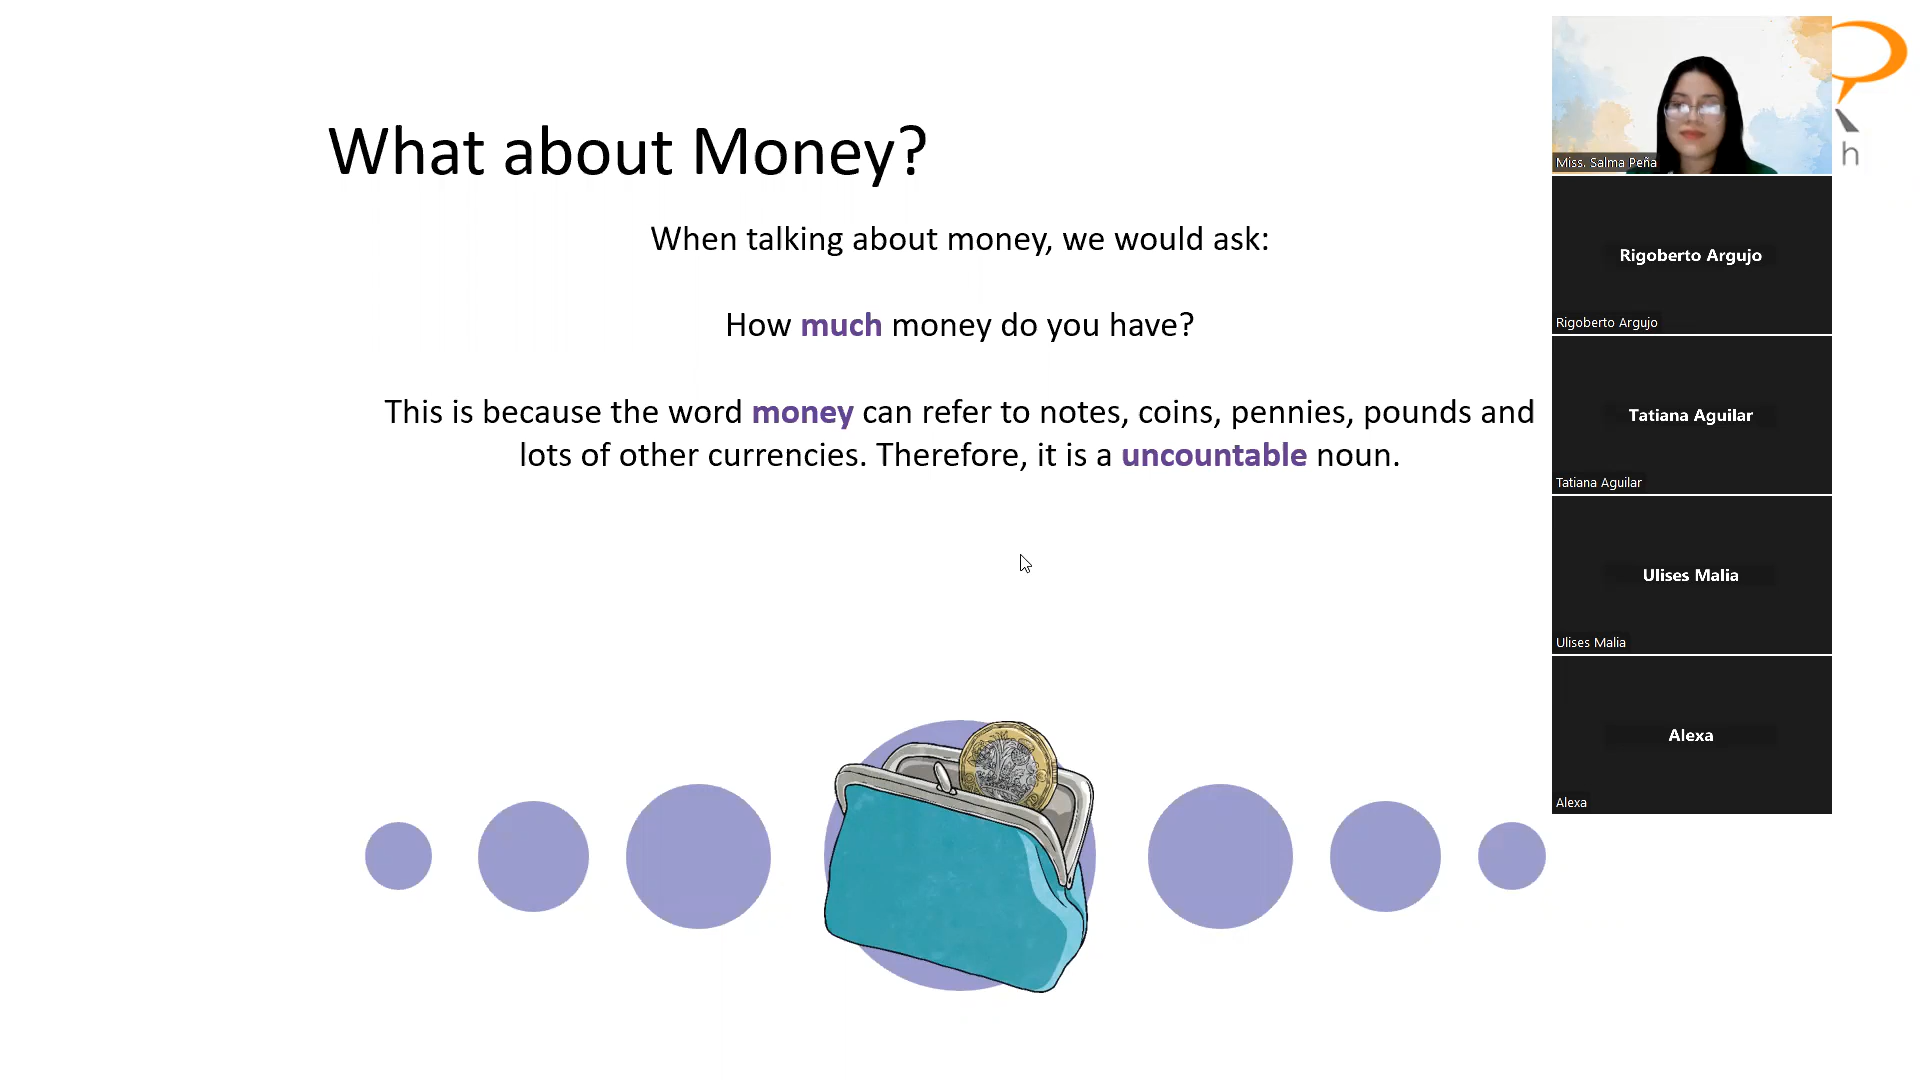 What about Money?
When talking about money, we would ask:
How much money do you have?
This is because the word money can refer to notes, coins, pennies, pounds and
lots of other currencies. Therefore, it is a uncountable noun.
Miss. Salma Peña
h
Rigoberto Argujo
Rigoberto Argujo
Tatiana Aguilar
Tatiana Aguilar
Ulises Malia
Ulises Malia
Alexa
Alexa